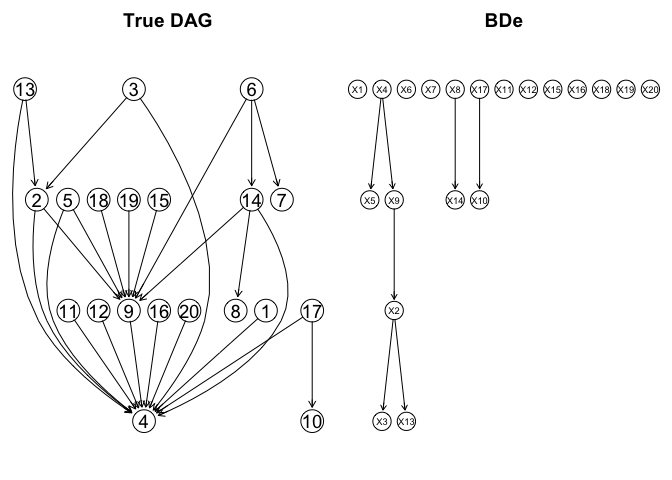 True DAG
BDe
13 3 6
X1 X4 X6 X7 X8 X17 X11 X12 X15 X16 X18 X19 X20
2 5 18 19 15 14 7
X5 X9 X14 X10
11 12 9 16 20 8 1 17
X2
4 10
X3 X13